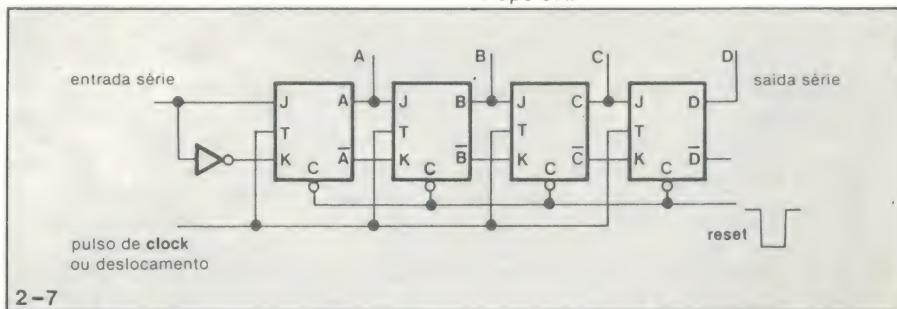 A B C D
entrada série
saída série
J A J B J C J D
T T T T
K A̅ K B̅ K C̅ K D̅
C C C C
reset
pulso de clock
ou deslocamento
2-7